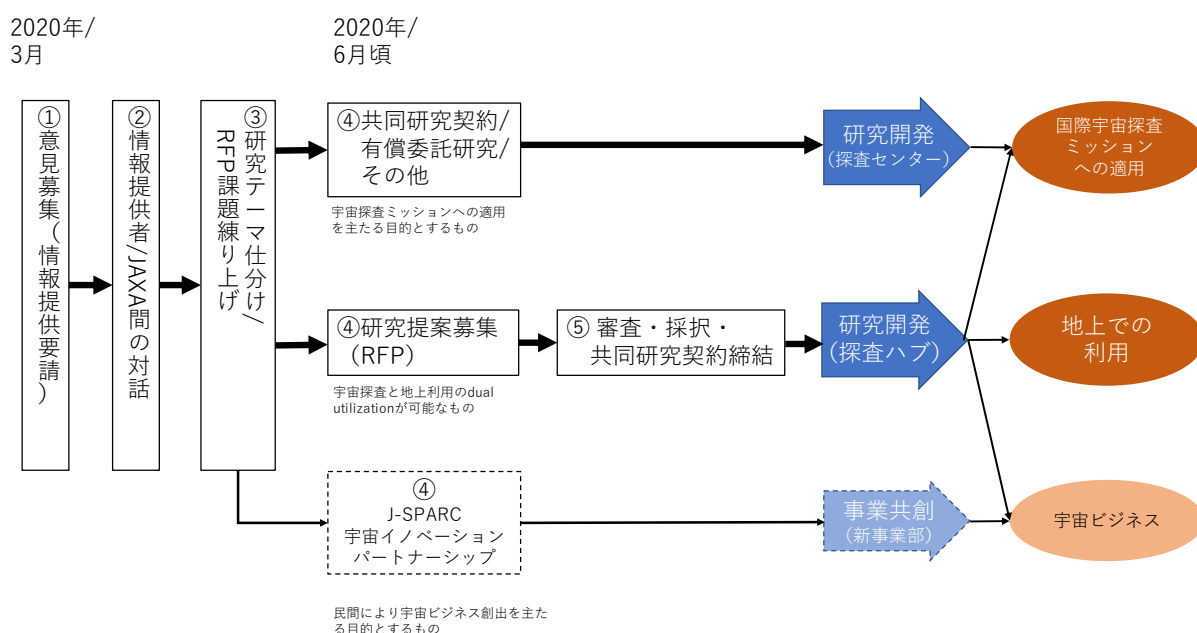 2020年/
3月
2020年/
6月頃
①意見募集(情報提供要請)
②情報提供者/JAXA間の対話
③研究テーマ仕分け/
RFP課題練り上げ
④共同研究契約/
有償委託研究/
その他
宇宙探査ミッションへの適用
を主たる目的とするもの
研究開発
(探査センター)
国際宇宙探査
ミッション
への適用
④研究提案募集
(RFP)
宇宙探査と地上利用のdual
utilizationが可能なもの
⑤ 審査・採択・
共同研究契約締結
研究開発
(探査ハブ)
地上での
利用
④
J-SPARC
宇宙イノベーション
パートナーシップ
民間により宇宙ビジネス創出を主た
る目的とするもの
事業共創
(新事業部)
宇宙ビジネス